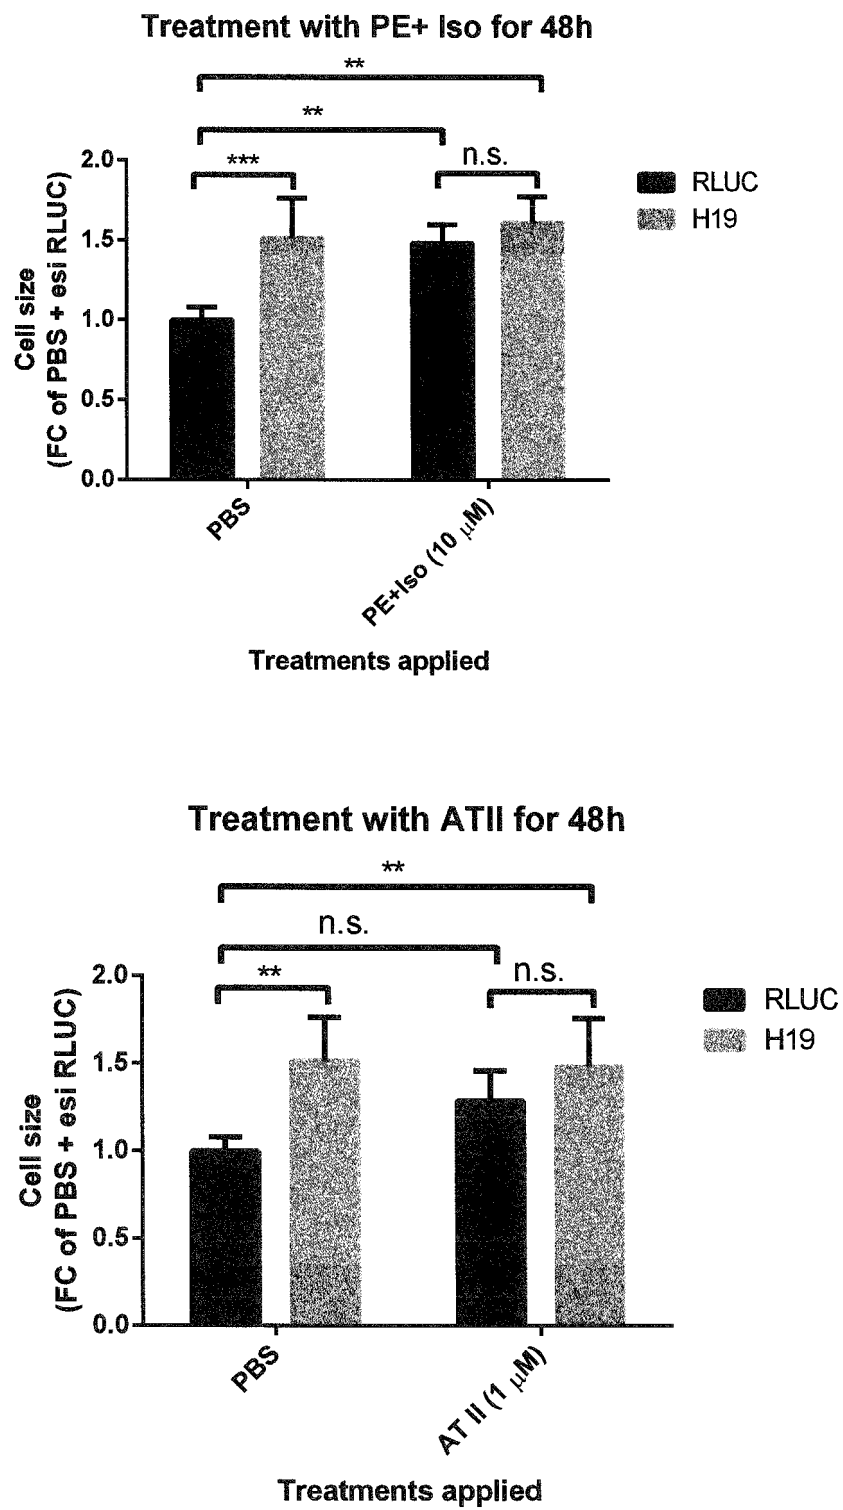 Treatment with PE+ Iso for 48h
**
**
***
n.s.
2.0
1.5
1.0
0.5
0.0
Cell size
(FC of PBS + esi RLUC)
RLUC
H19
PBS
PE+Iso (10 μM)
Treatments applied
Treatment with ATII for 48h
**
n.s.
**
n.s.
2.0
1.5
1.0
0.5
0.0
Cell size
(FC of PBS + esi RLUC)
RLUC
H19
PBS
AT II (1 μM)
Treatments applied